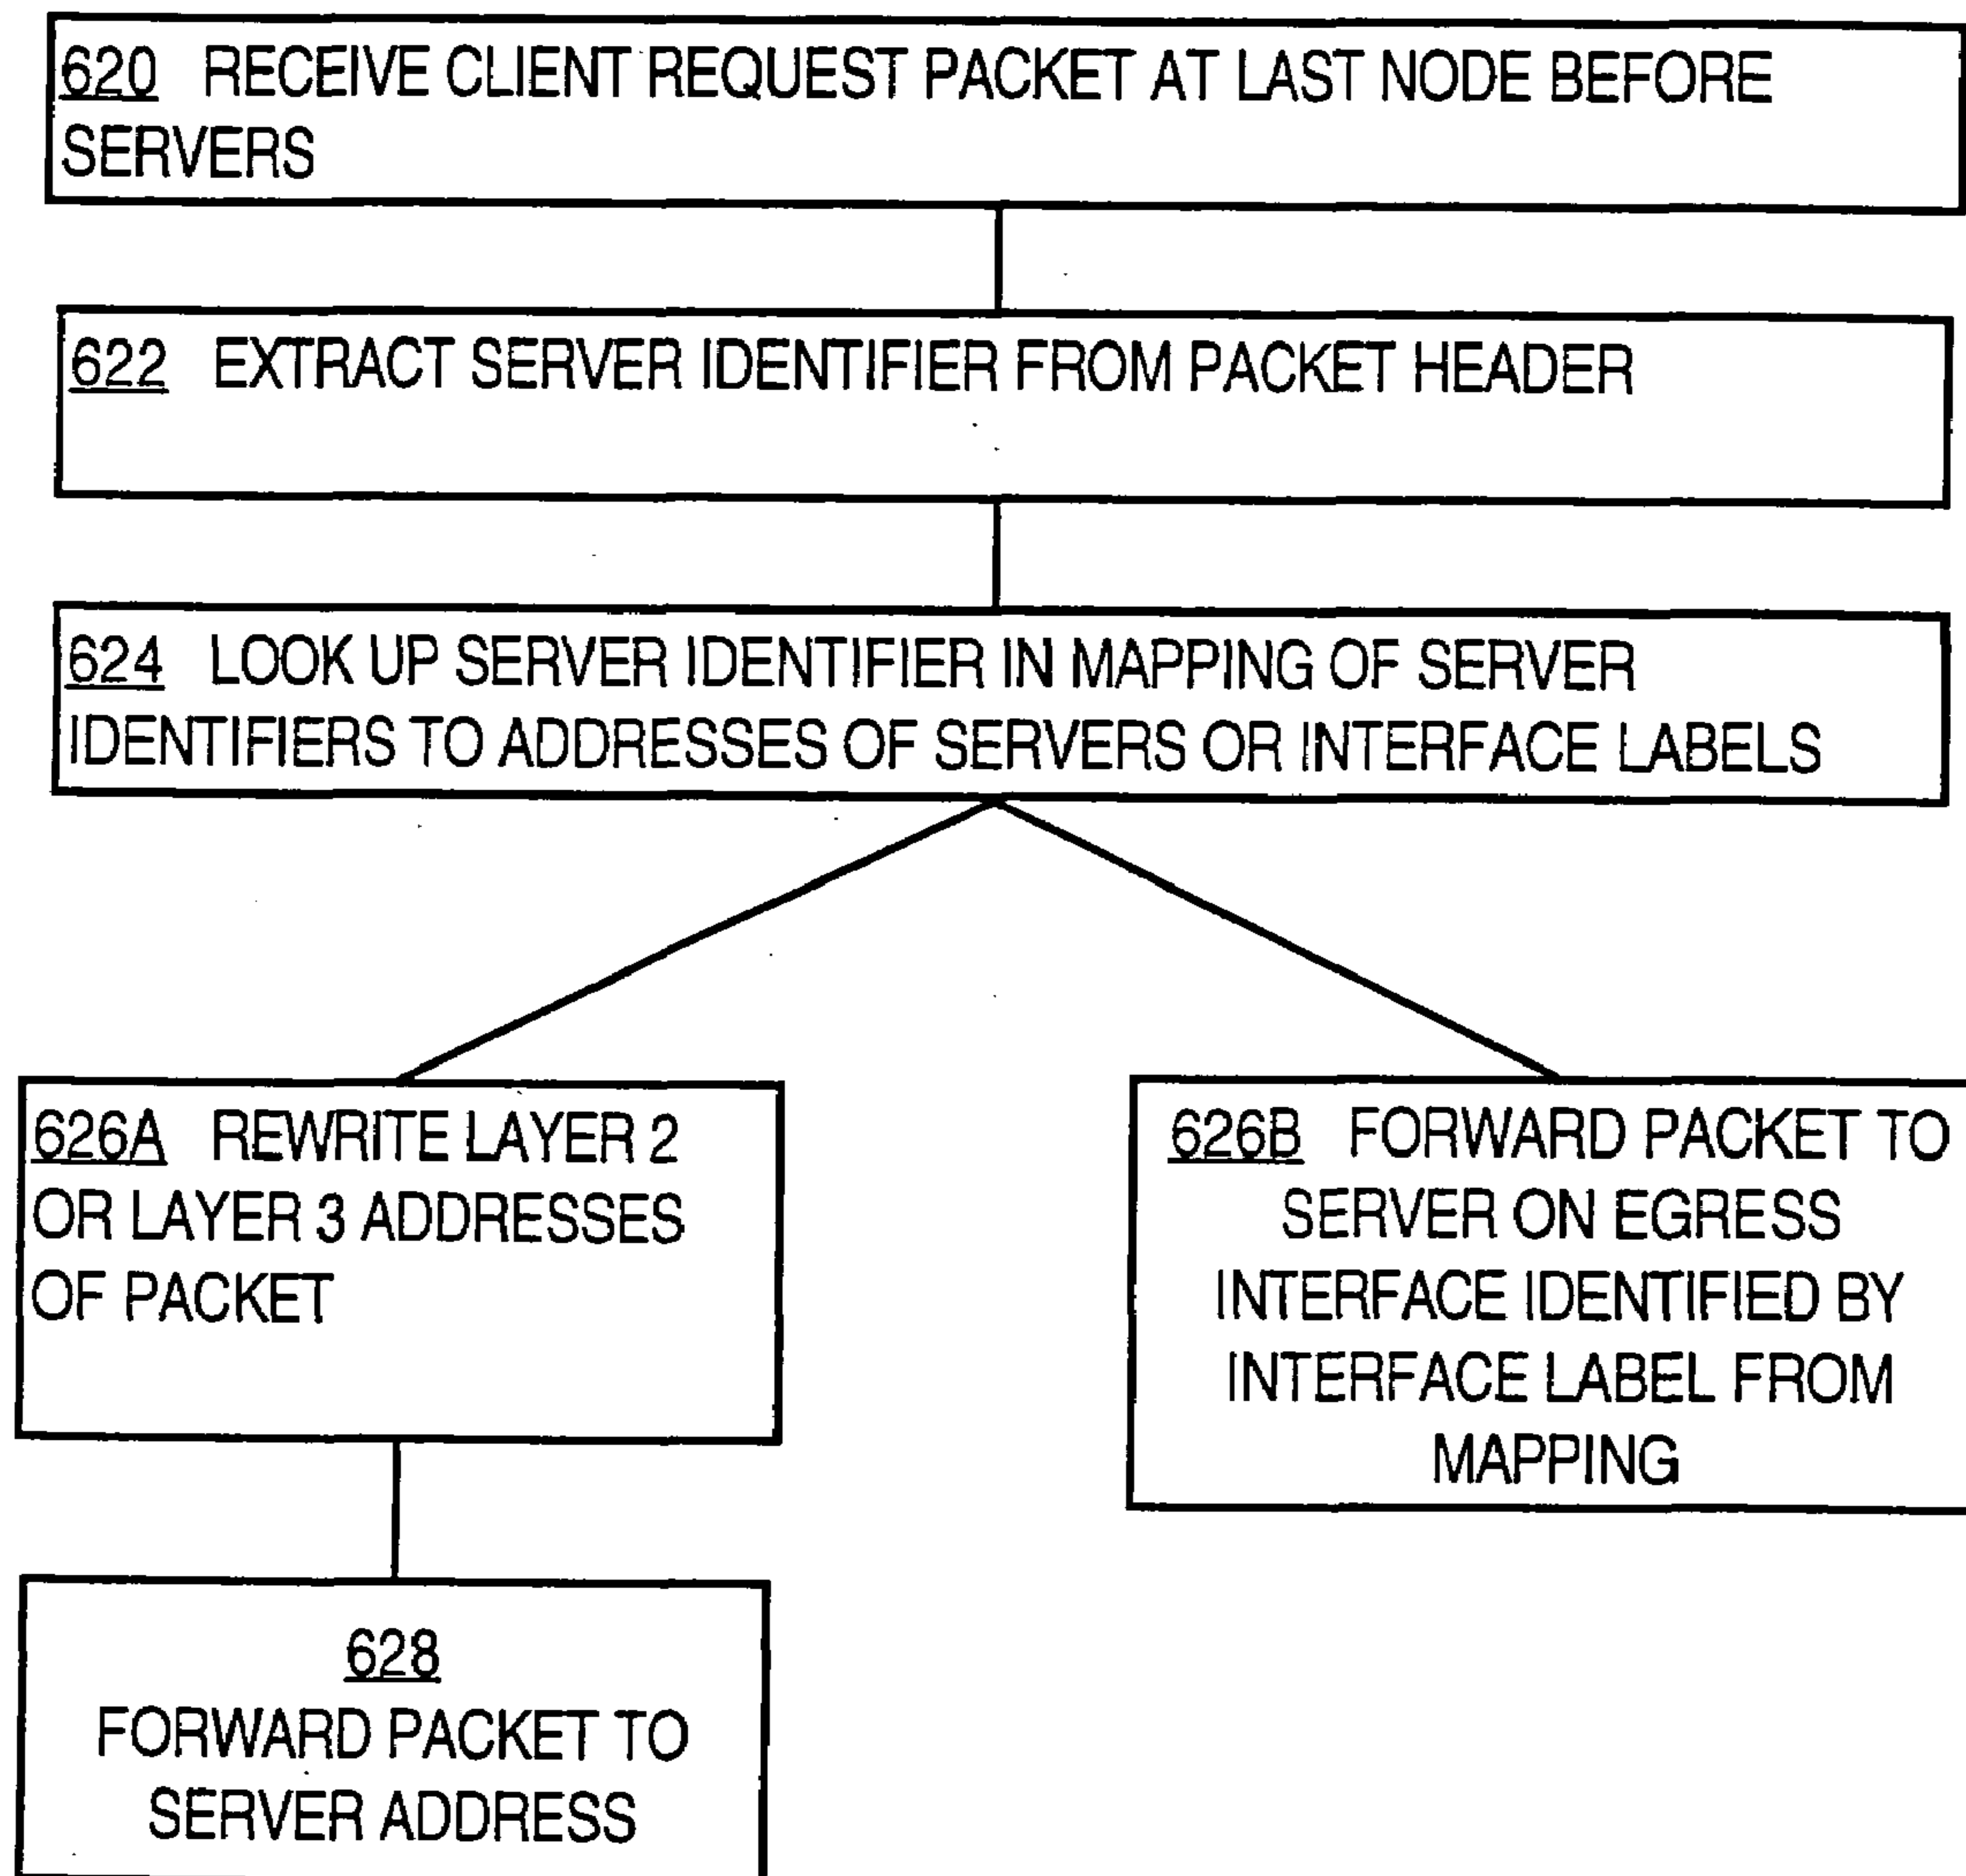 620 RECEIVE CLIENT REQUEST PACKET AT LAST NODE BEFORE
SERVERS
622 EXTRACT SERVER IDENTIFIER FROM PACKET HEADER
624 LOOK UP SERVER IDENTIFIER IN MAPPING OF SERVER
IDENTIFIERS TO ADDRESSES OF SERVERS OR INTERFACE LABELS
626A REWRITE LAYER 2
OR LAYER 3 ADDRESSES
OF PACKET
626B FORWARD PACKET TO
SERVER ON EGRESS
INTERFACE IDENTIFIED BY
INTERFACE LABEL FROM
MAPPING
628
FORWARD PACKET TO
SERVER ADDRESS